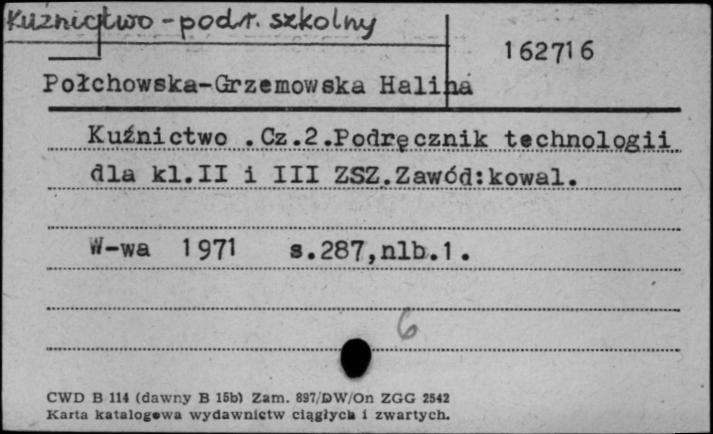 Kuźnictwo - podr. szkolny
162716
Połchowska-Grzemowska Halina
Kuźnictwo .Cz.2.Podręcznik technologii
dla kl.II i III ZSZ.Zawód:kowal.
W-wa 1971 s.287,nlb.1.
6
CWD B 114 (dawny B 15b) Zam. 897/DW/On ZGG 2542
Karta katalogowa wydawnictw ciągłych i zwartych.